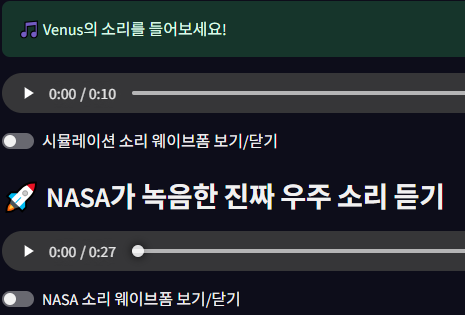 🎵 Venus의 소리를 들어보세요!
0:00 / 0:10
시뮬레이션 소리 웨이브폼 보기/닫기
🚀 NASA가 녹음한 진짜 우주 소리 듣기
0:00 / 0:27
NASA 소리 웨이브폼 보기/닫기